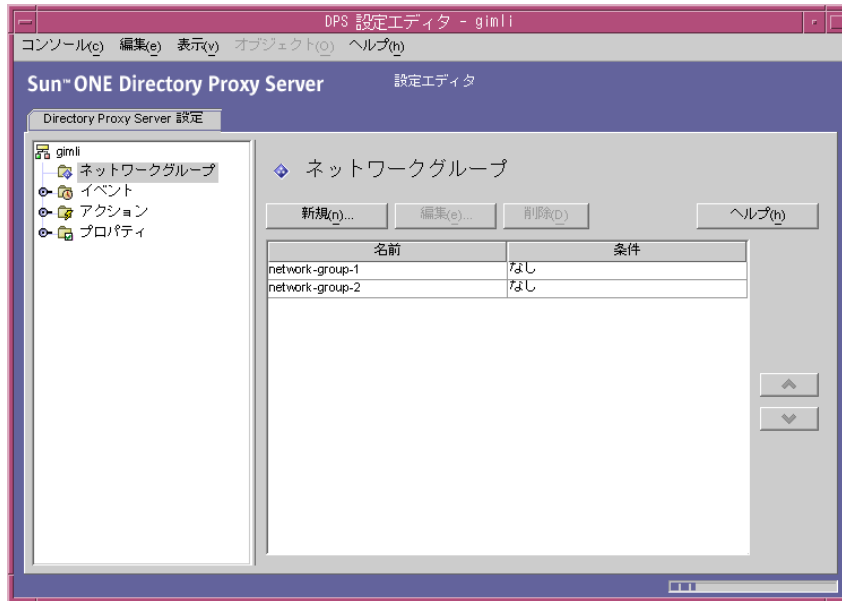 DPS 設定エディタ - gimli
コンソール(c) 編集(e) 表示(v) オブジェクト(o) ヘルプ(h)
Sun™ ONE Directory Proxy Server 設定エディタ
Directory Proxy Server 設定
gimli
ネットワークグループ
イベント
アクション
プロパティ
ネットワークグループ
新規(n)... 編集(e)... 削除(D) ヘルプ(h)
名前 条件
network-group-1 なし
network-group-2 なし